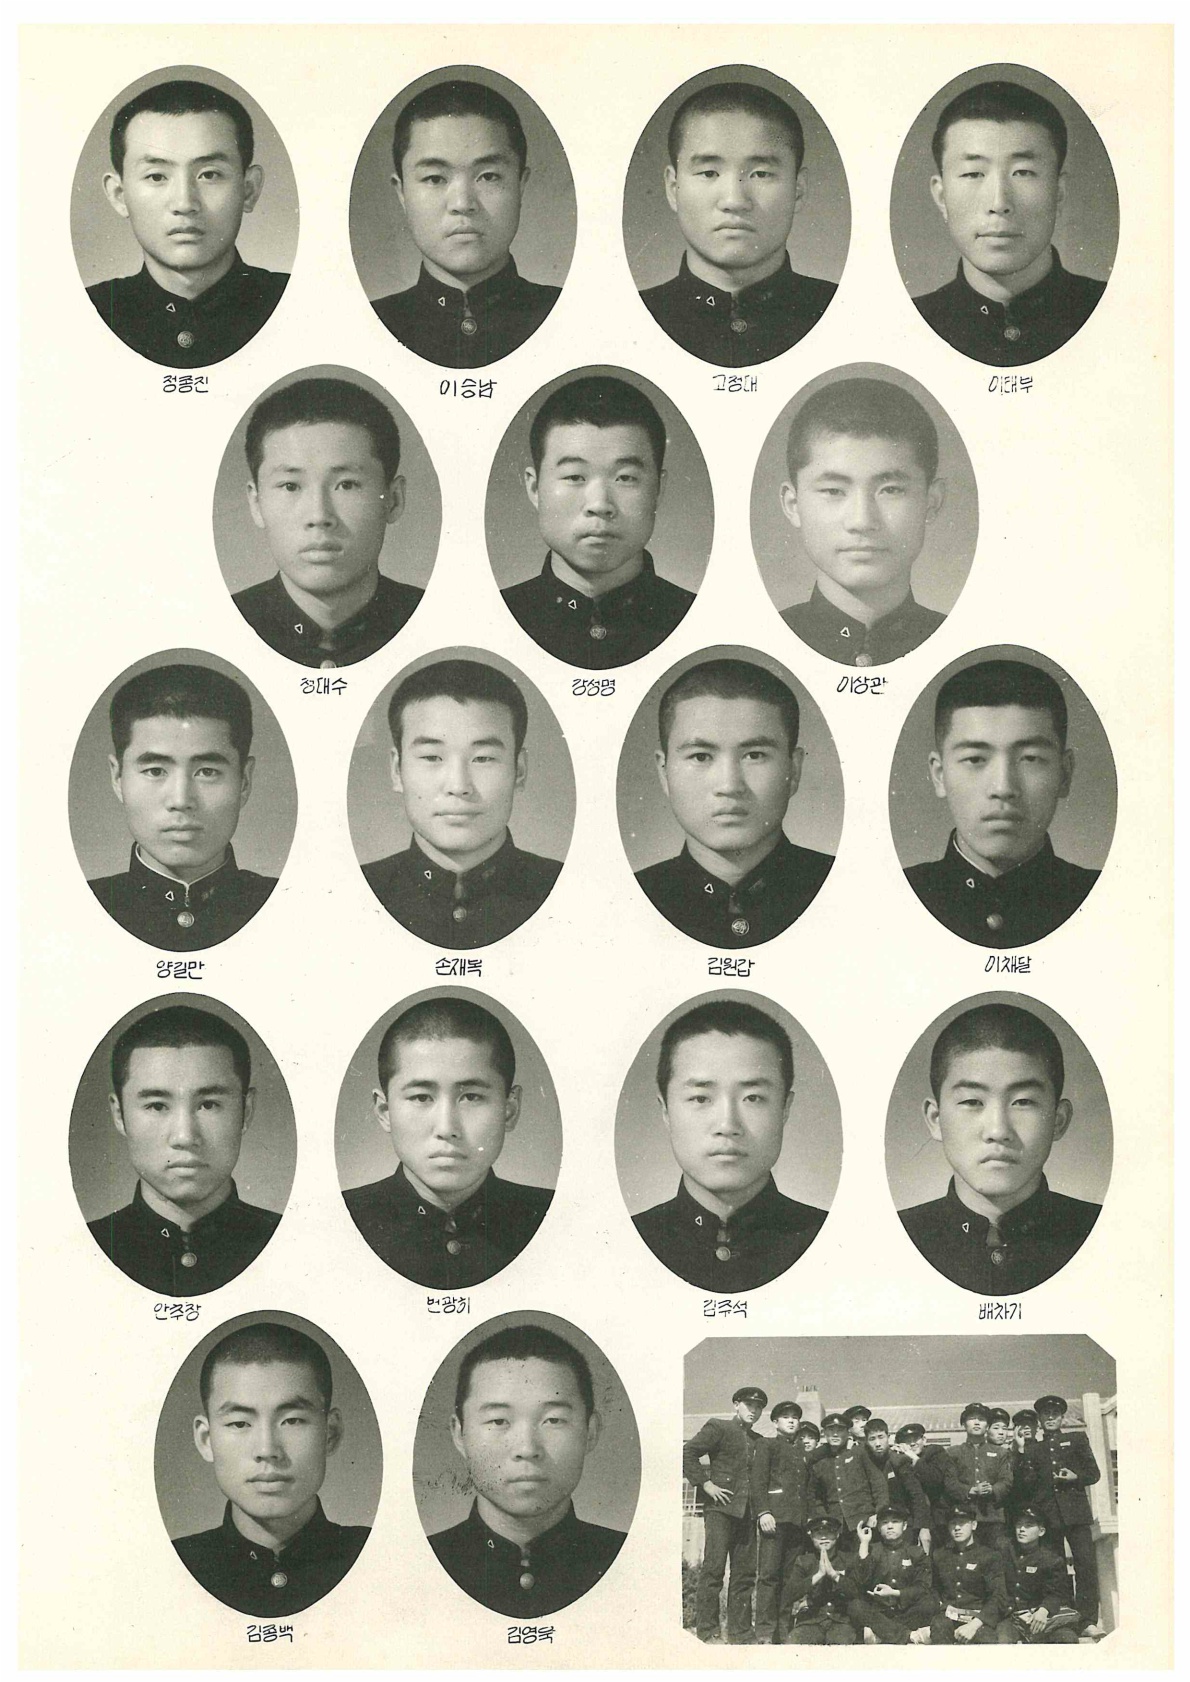 정종진 이승남 고정대 이태부
정대수 강성명 이상관
양길만 손재복 김원갑 이채달
안추장 변광히 김주석 배차기
김종백 김영욱